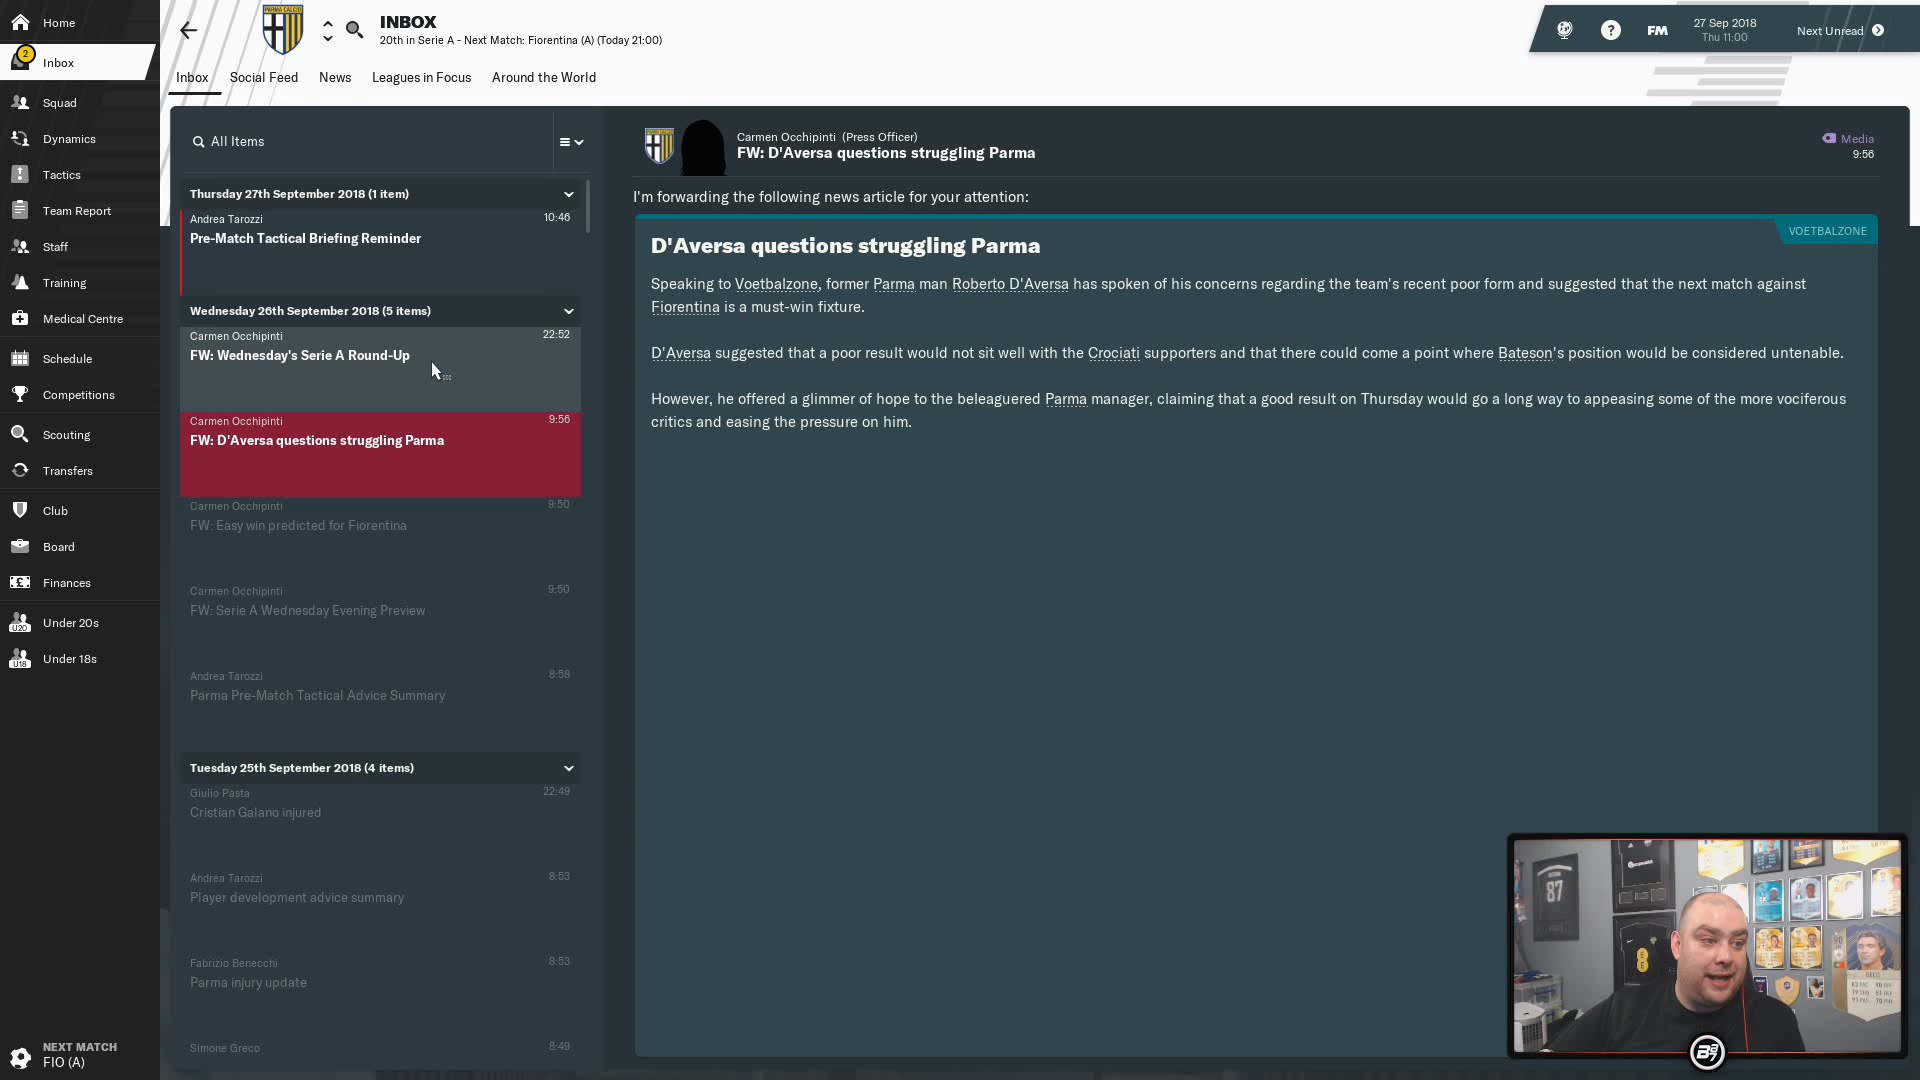 Home
2
Inbox
Squad
Dynamics
Tactics
Team Report
Staff
Training
Medical Centre
Schedule
Competitions
Scouting
Transfers
Club
Board
Finances
U20
Under 20s
U18
Under 18s
NEXT MATCH
FIO (A)
PARMA CALCIO
INBOX
20th in Serie A - Next Match: Fiorentina (A) (Today 21:00)
?
FM
27 Sep 2018
Thu 11:00
Next Unread
Inbox
Social Feed
News
Leagues in Focus
Around the World
All Items
Thursday 27th September 2018 (1 item)
Andrea Tarozzi
10:46
Pre-Match Tactical Briefing Reminder
Wednesday 26th September 2018 (5 items)
Carmen Occhipinti
22:52
FW: Wednesday's Serie A Round-Up
Carmen Occhipinti
9:56
FW: D'Aversa questions struggling Parma
Carmen Occhipinti
9:50
FW: Easy win predicted for Fiorentina
Carmen Occhipinti
9:50
FW: Serie A Wednesday Evening Preview
Andrea Tarozzi
8:58
Parma Pre-Match Tactical Advice Summary
Tuesday 25th September 2018 (4 items)
Giulio Pasta
22:49
Cristian Galano injured
Andrea Tarozzi
8:53
Player development advice summary
Fabrizio Benecchi
8:53
Parma injury update
Simone Greco
8:49
Carmen Occhipinti (Press Officer)
FW: D'Aversa questions struggling Parma
Media
9:56
I'm forwarding the following news article for your attention:
VOETBALZONE
D'Aversa questions struggling Parma
Speaking to Voetbalzone, former Parma man Roberto D'Aversa has spoken of his concerns regarding the team's recent poor form and suggested that the next match against
Fiorentina is a must-win fixture.
D'Aversa suggested that a poor result would not sit well with the Crociati supporters and that there could come a point where Bateson's position would be considered untenable.
However, he offered a glimmer of hope to the beleaguered Parma manager, claiming that a good result on Thursday would go a long way to appeasing some of the more vociferous
critics and easing the pressure on him.
87